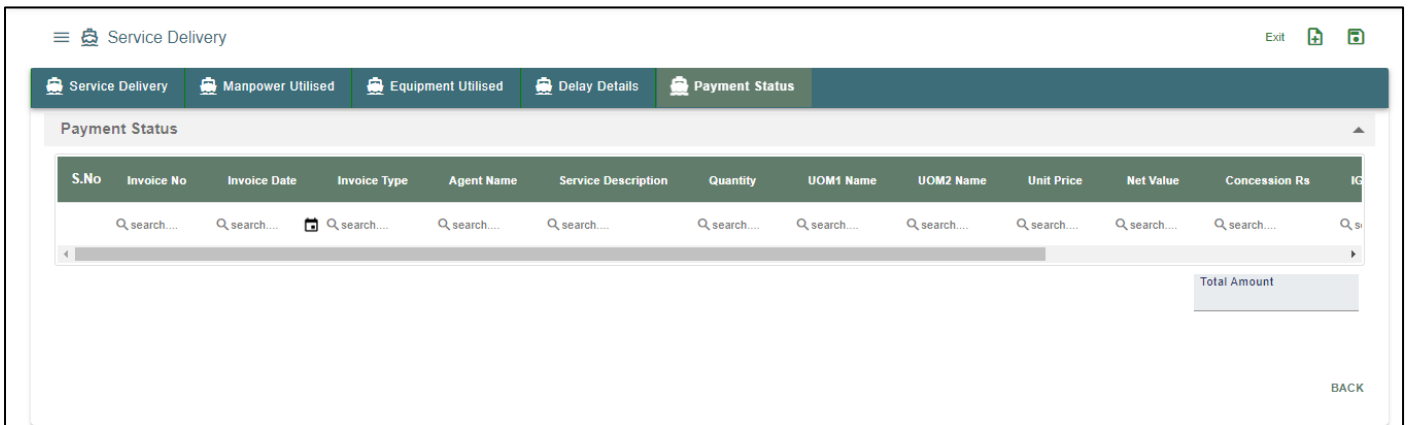 Service Delivery Exit
Service Delivery Manpower Utilised Equipment Utilised Delay Details Payment Status
Payment Status
S.No Invoice No Invoice Date Invoice Type Agent Name Service Description Quantity UOM1 Name UOM2 Name Unit Price Net Value Concession Rs IG
search.... search.... search.... search.... search.... search.... search.... search.... search.... search.... search.... s
Total Amount
BACK